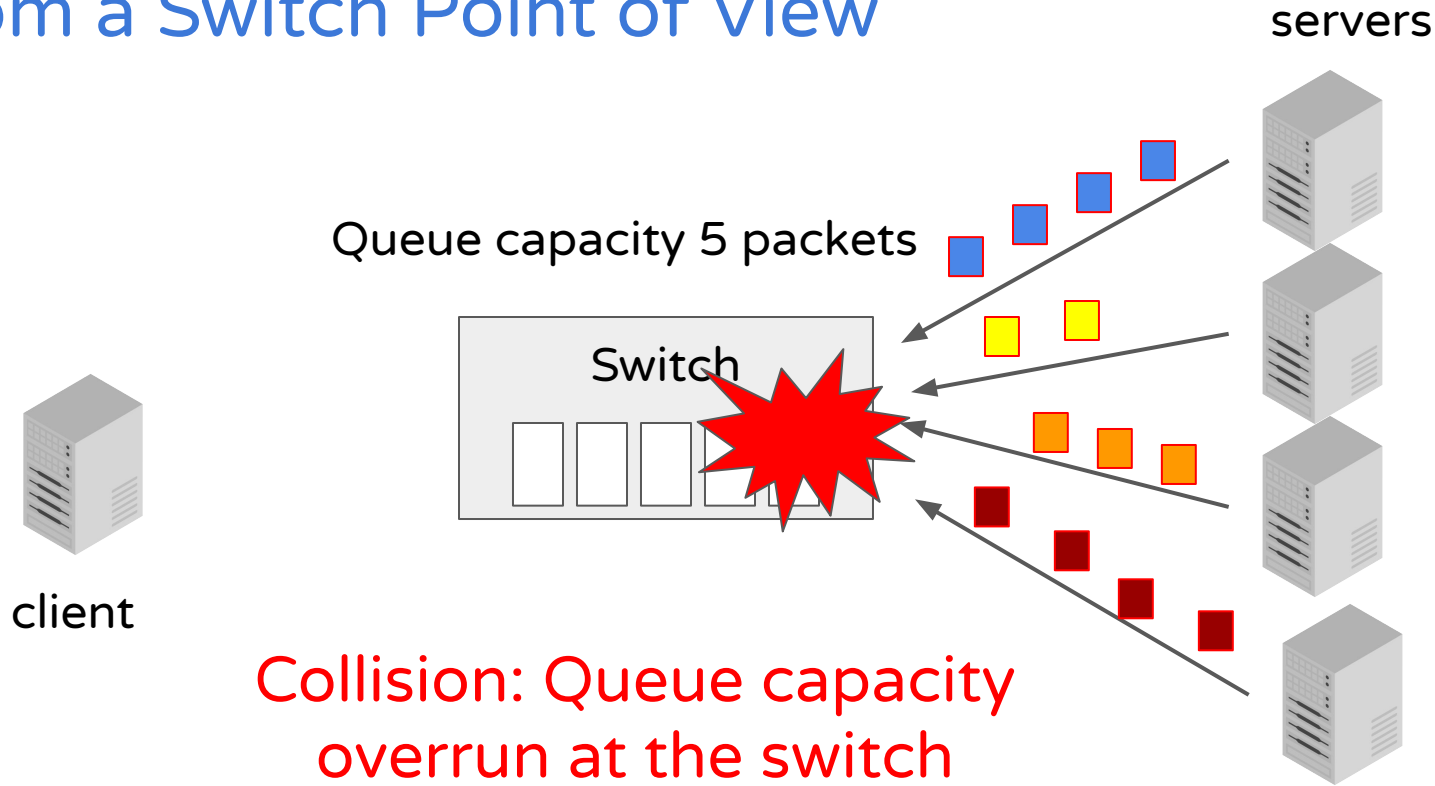 om a Switch Point of View
servers
Queue capacity 5 packets
Switch
client
Collision: Queue capacity
overrun at the switch